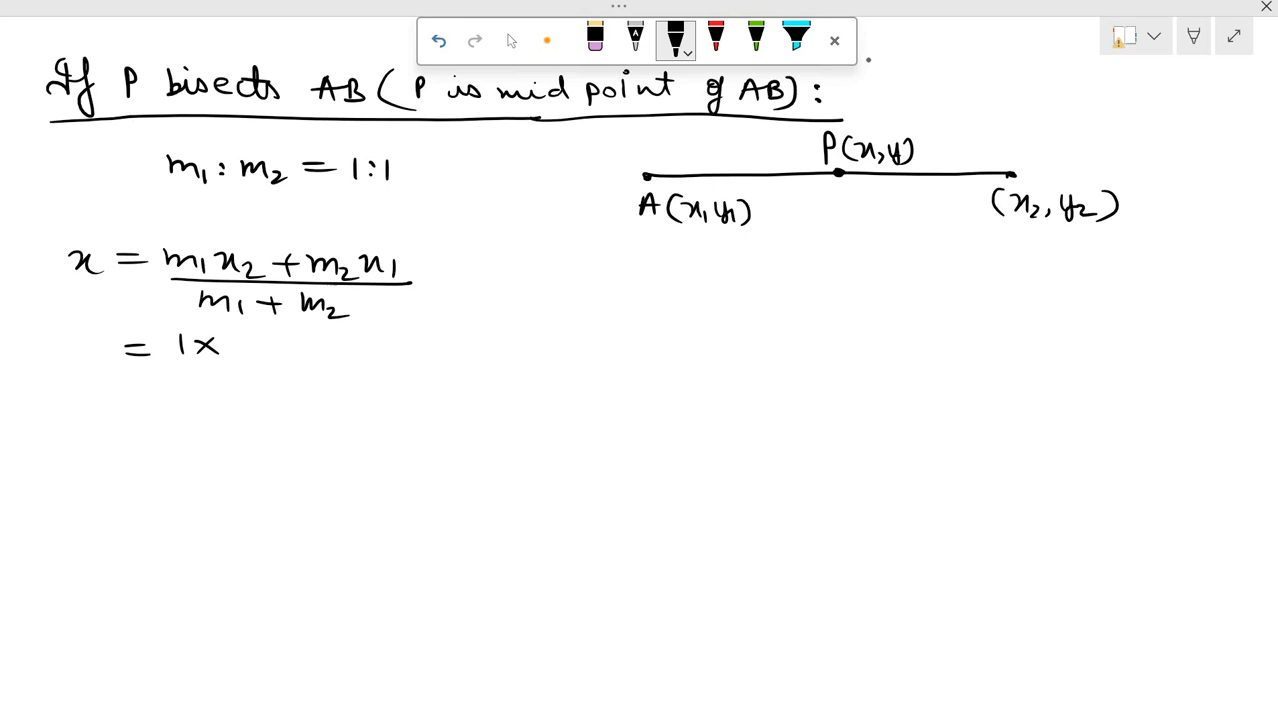 If P bisects AB (P is mid point of AB) :
m₁ : m₂ = 1 : 1
P(x, y)
A(x₁, y₁)
(x₂, y₂)
x = m₁x₂ + m₂x₁
m₁ + m₂
= 1×